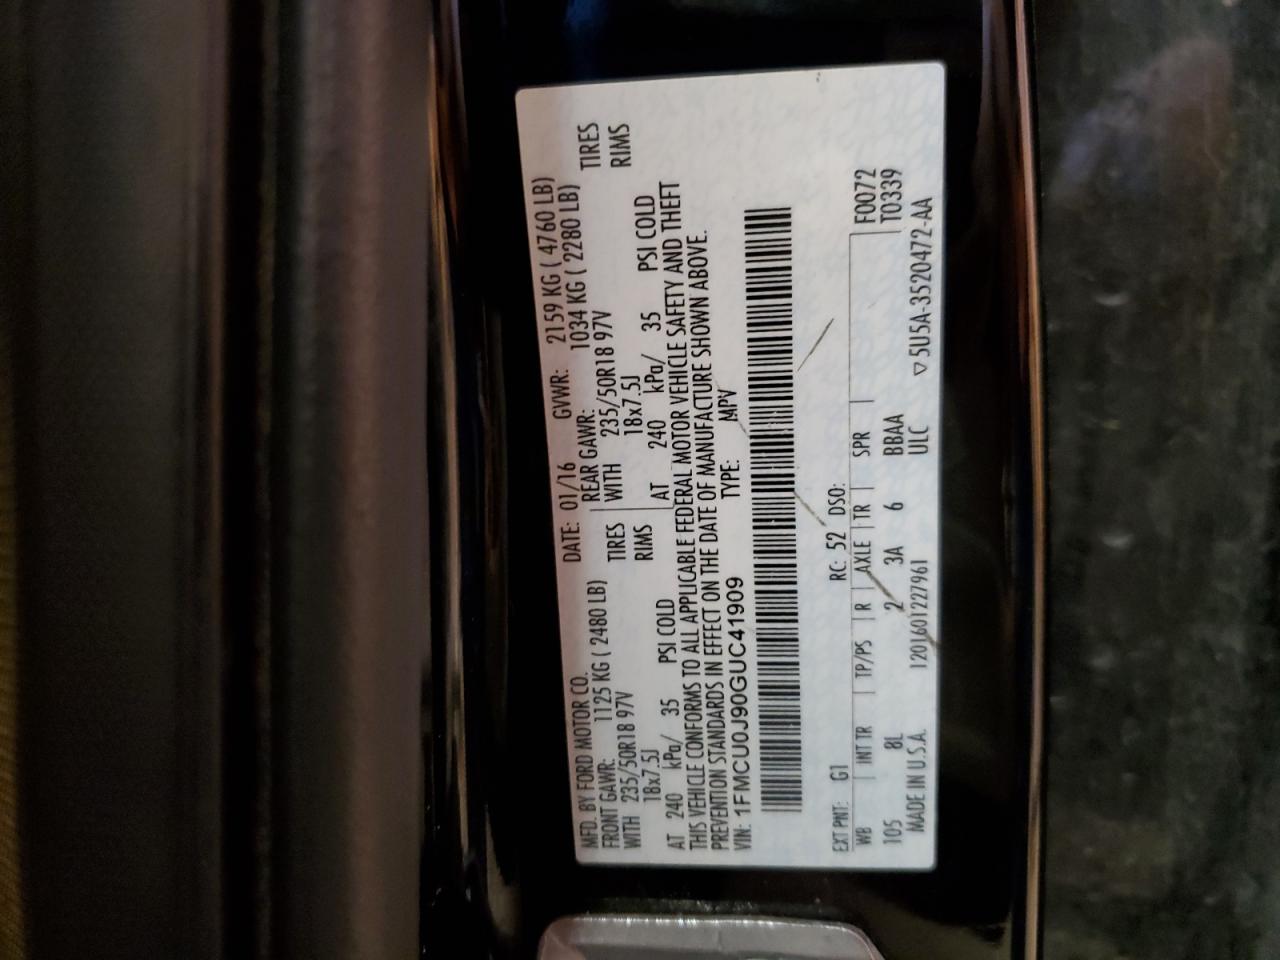 MFD. BY FORD MOTOR CO. DATE: 01/16 GVWR: 2159 KG ( 4760 LB)
FRONT GAWR: 1125 KG ( 2480 LB) REAR GAWR: 1034 KG ( 2280 LB)
WITH 235/50R18 97V TIRES WITH 235/50R18 97V TIRES
18x7.5J RIMS 18x7.5J RIMS
AT 240 kPa/ 35 PSI COLD AT 240 kPa/ 35 PSI COLD
THIS VEHICLE CONFORMS TO ALL APPLICABLE FEDERAL MOTOR VEHICLE SAFETY AND THEFT
PREVENTION STANDARDS IN EFFECT ON THE DATE OF MANUFACTURE SHOWN ABOVE.
VIN: 1FMCU0J90GUC41909 TYPE: MPV
EXT PNT: G1 RC: 52 DSO: F0072
WB INT TR TP/PS R AXLE TR SPR T0339
105 8L 2 3A 6 BBAA
MADE IN U.S.A. 120160122​7961 ULC ▽5U5A-3520472-AA